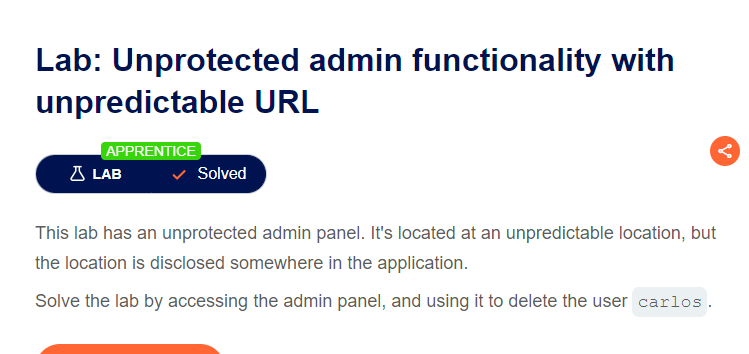 Lab: Unprotected admin functionality with
unpredictable URL
APPRENTICE
LAB
Solved
This lab has an unprotected admin panel. It's located at an unpredictable location, but
the location is disclosed somewhere in the application.
Solve the lab by accessing the admin panel, and using it to delete the user carlos.